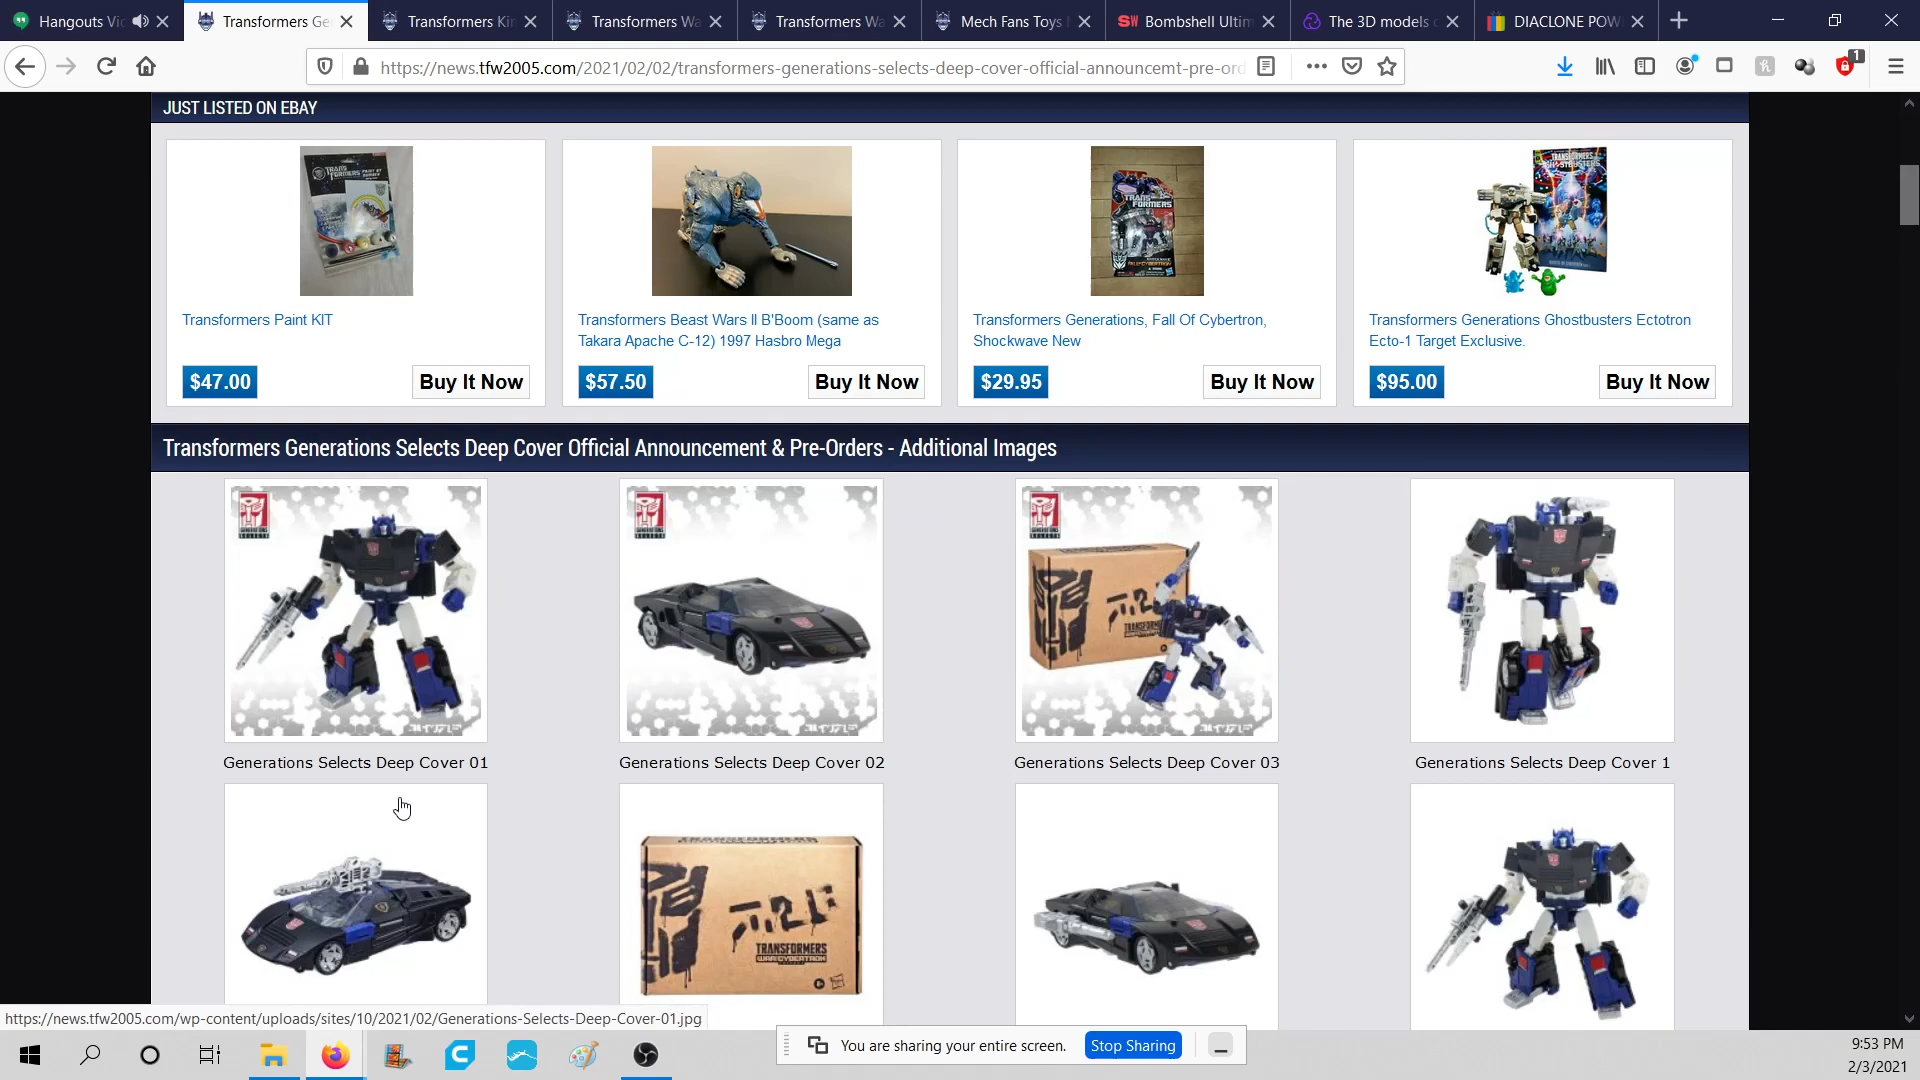 Hangouts Vid
Transformers Ge
Transformers Kin
Transformers Wa
Transformers Wa
Mech Fans Toys
Bombshell Ultim
The 3D models
DIACLONE POW
https://news.tfw2005.com/2021/02/02/transformers-generations-selects-deep-cover-official-announcemt-pre-ord
1
JUST LISTED ON EBAY
Transformers Paint KIT
$47.00
Buy It Now
Transformers Beast Wars II B'Boom (same as
Takara Apache C-12) 1997 Hasbro Mega
$57.50
Buy It Now
Transformers Generations, Fall Of Cybertron,
Shockwave New
$29.95
Buy It Now
Transformers Generations Ghostbusters Ectotron
Ecto-1 Target Exclusive.
$95.00
Buy It Now
Transformers Generations Selects Deep Cover Official Announcement & Pre-Orders - Additional Images
Generations Selects Deep Cover 01
Generations Selects Deep Cover 02
Generations Selects Deep Cover 03
Generations Selects Deep Cover 1
TRANSFORMERS
WAR CYBERTRON
https://news.tfw2005.com/wp-content/uploads/sites/10/2021/02/Generations-Selects-Deep-Cover-01.jpg
You are sharing your entire screen.
Stop Sharing
9:53 PM
2/3/2021